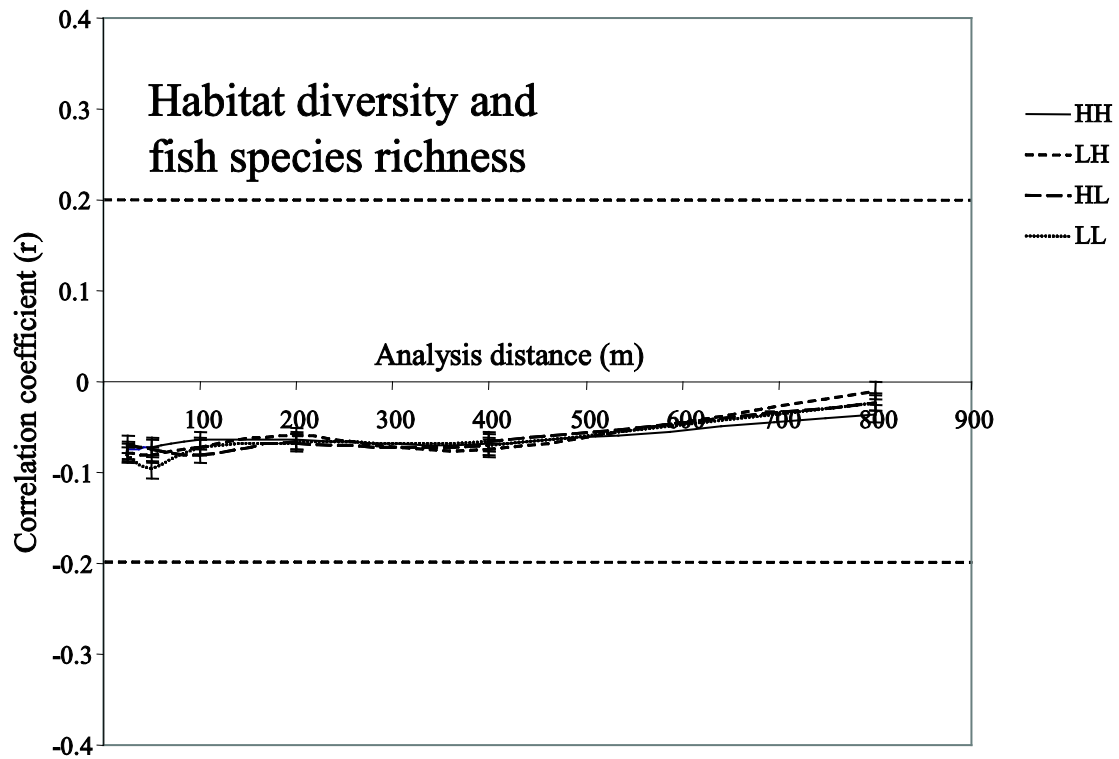 0.4
Habitat diversity and
fish species richness
0.3
0.2
0.1
Analysis distance (m)
0
100 200 300 400 500 600 700 800 900
-0.1
-0.2
-0.3
-0.4
Correlation coefficient (r)
HH
LH
HL
LL